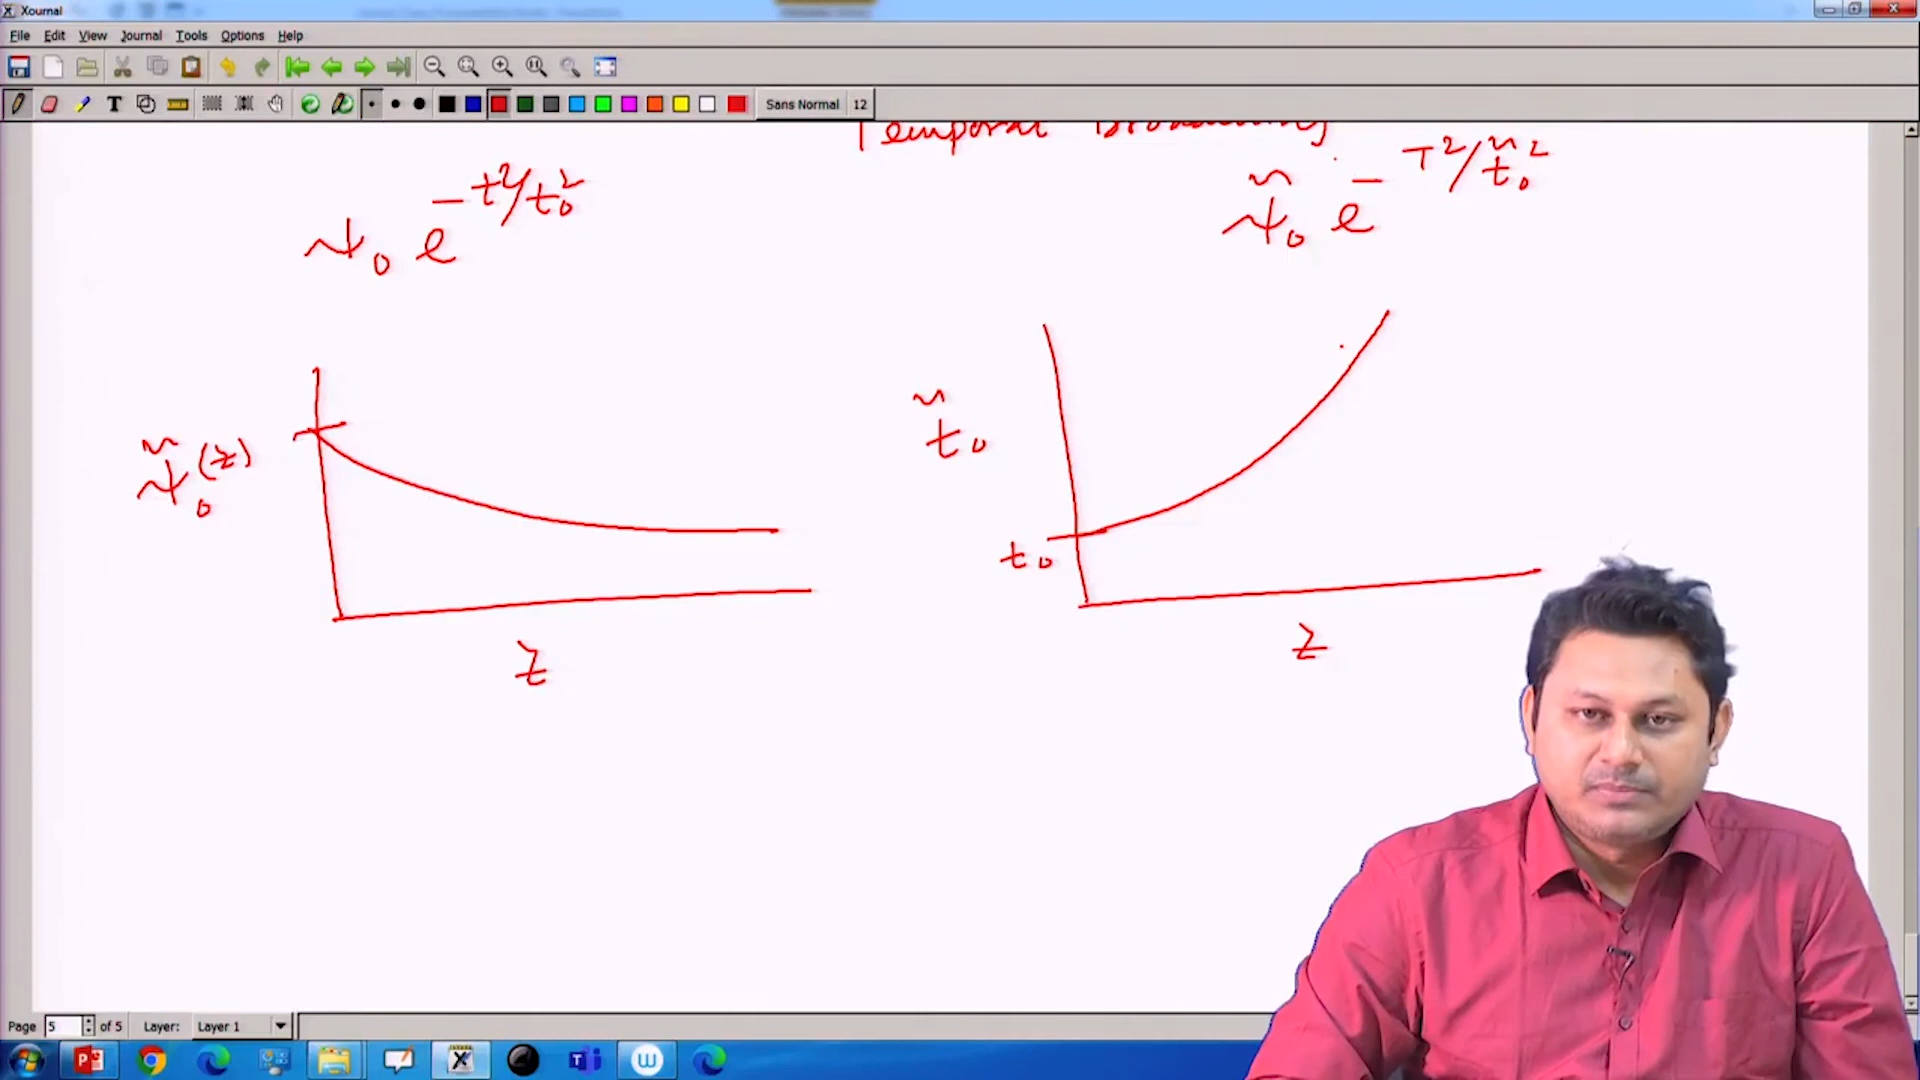 Xournal
File Edit View Journal Tools Options Help
Sans Normal 12
Temporal
ψ₀ e^{-t²/t₀²}
ψ̃₀ e^{-T²/t̃₀²}
ψ̃₀(z)
z
t̃₀
t₀
z
Page 5 of 5 Layer: Layer 1